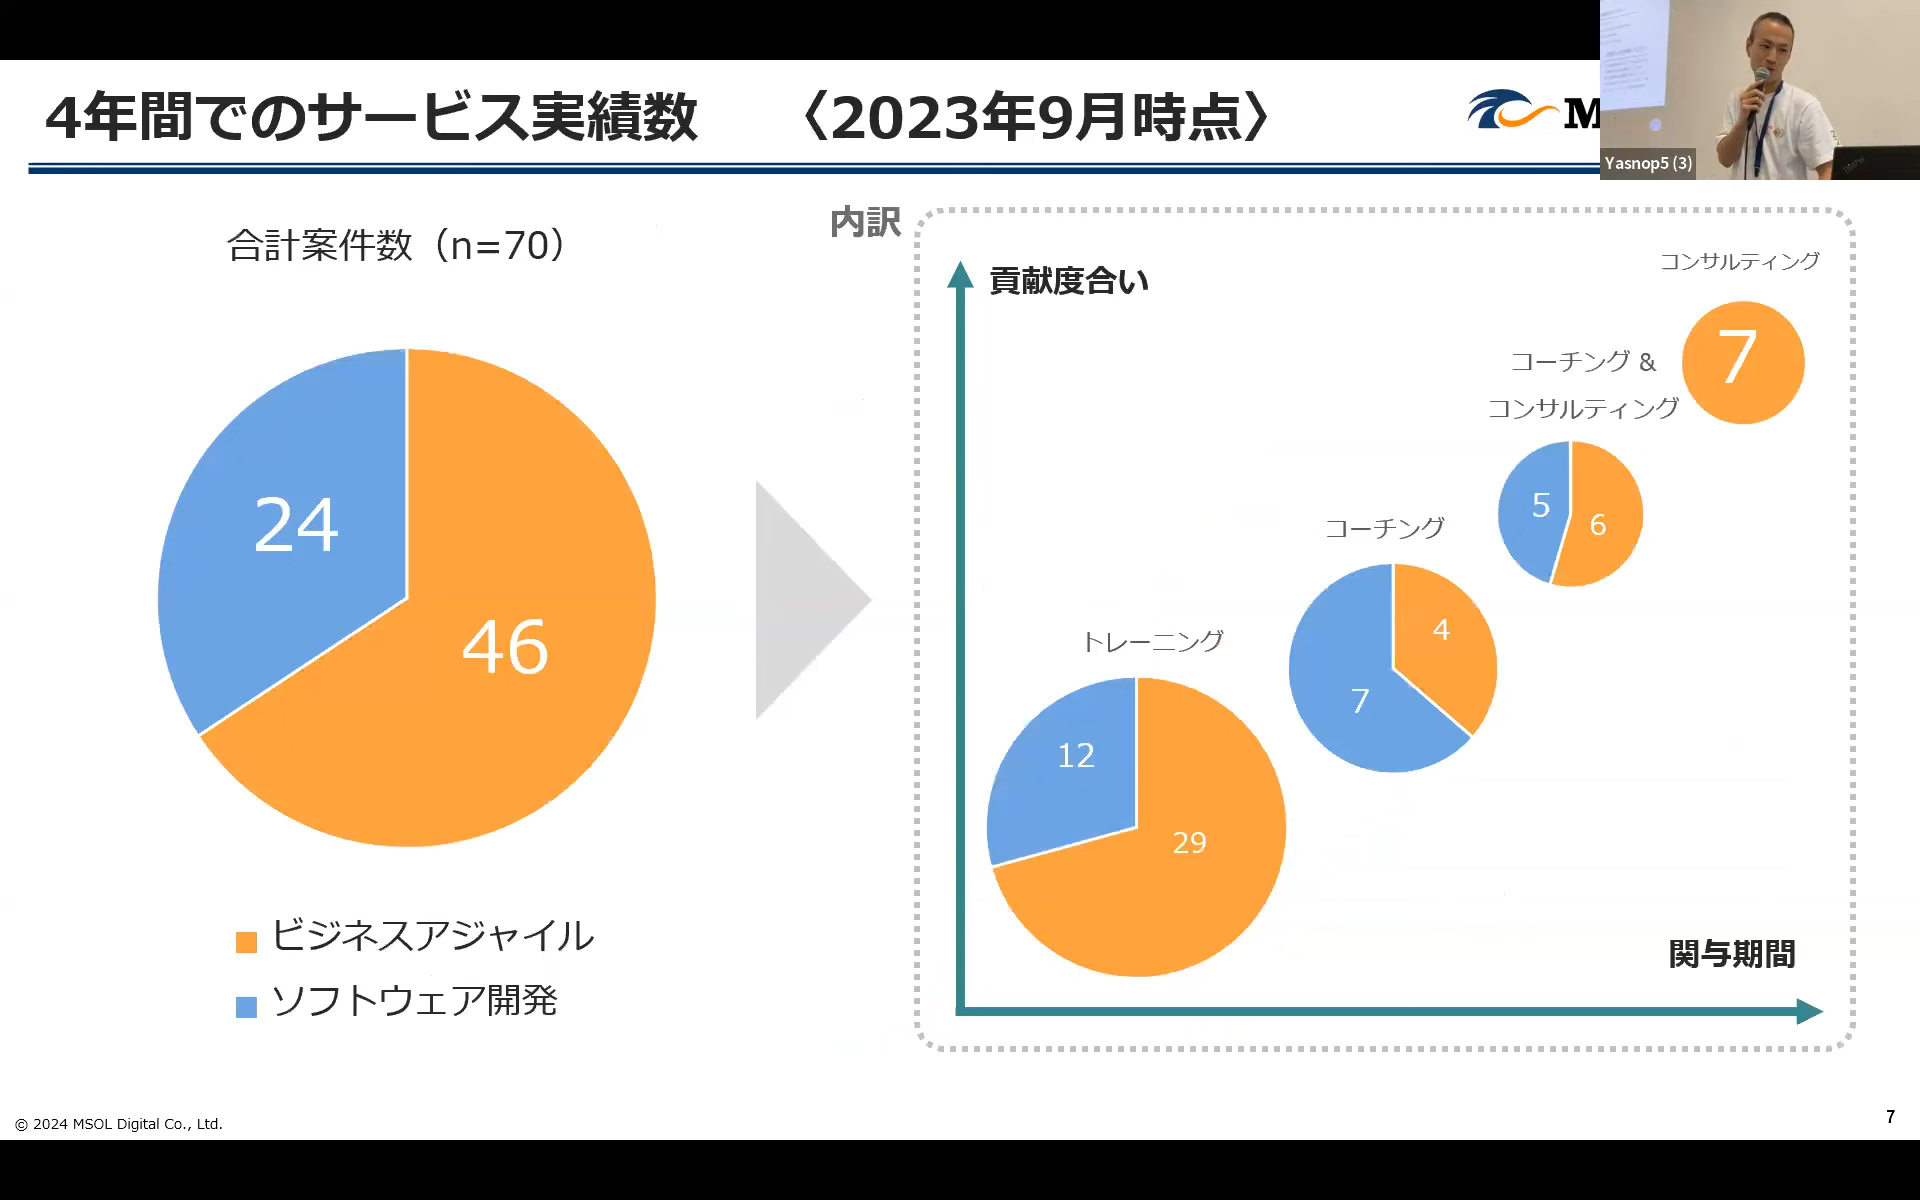 4年間でのサービス実績数　〈2023年9月時点〉
M
Yasnop5 (3)
合計案件数（n=70）
24
46
ビジネスアジャイル
ソフトウェア開発
内訳
貢献度合い
コンサルティング
7
コーチング &
コンサルティング
5
6
コーチング
4
7
トレーニング
12
29
関与期間
© 2024 MSOL Digital Co., Ltd.
7